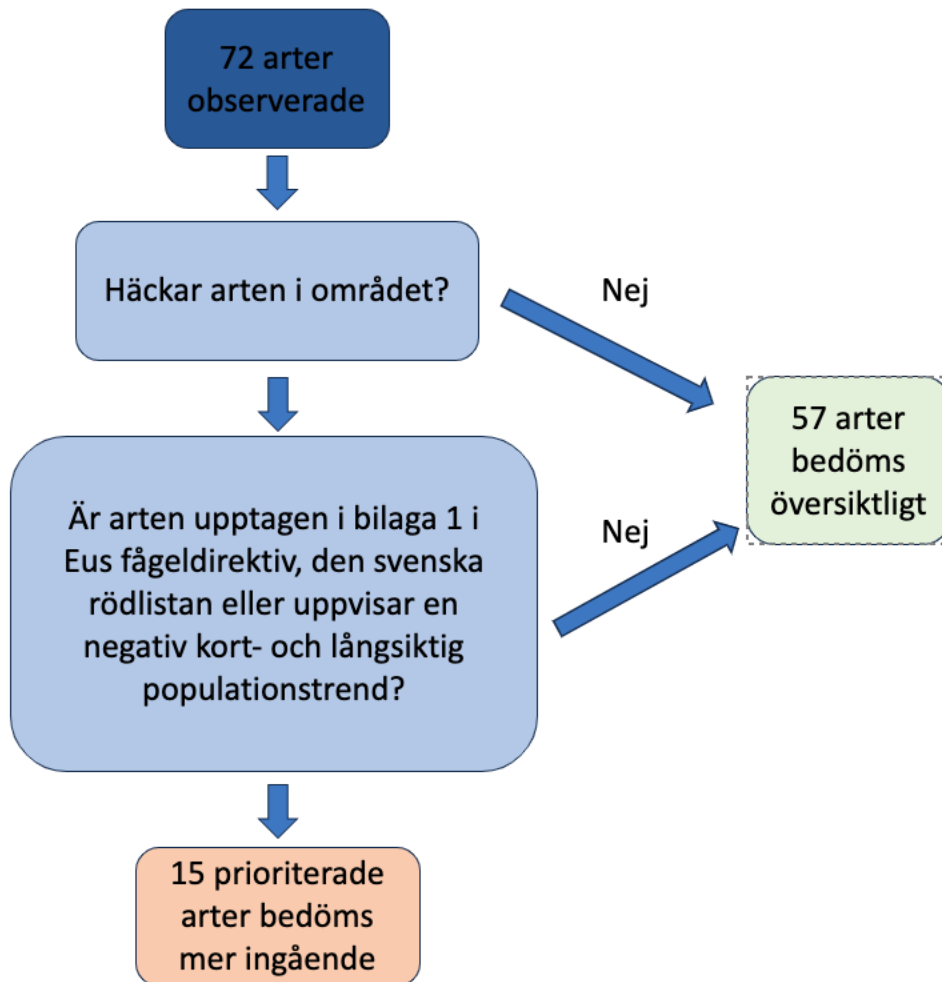 72 arter
observerade
Häckar arten i området?
Nej
57 arter
bedöms
översiktligt
Är arten upptagen i bilaga 1 i
Eus fågeldirektiv, den svenska
rödlistan eller uppvisar en
negativ kort- och långsiktig
populationstrend?
Nej
15 prioriterade
arter bedöms
mer ingående